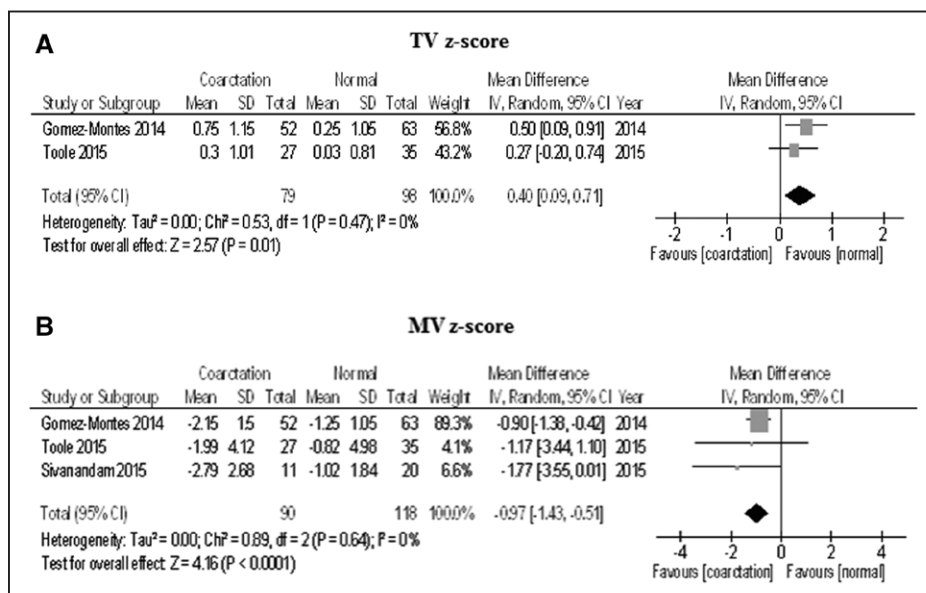 A
TV z-score
Coarctation Normal Mean Difference Mean Difference
Study or Subgroup Mean SD Total Mean SD Total Weight IV, Random, 95% CI Year IV, Random, 95% CI
Gomez-Montes 2014 0.75 1.15 52 0.25 1.05 63 56.8% 0.50 [0.09, 0.91] 2014
Toole 2015 0.3 1.01 27 0.03 0.81 35 43.2% 0.27 [-0.20, 0.74] 2015
Total (95% CI) 79 98 100.0% 0.40 [0.09, 0.71]
Heterogeneity: Tau² = 0.00; Chi² = 0.53, df = 1 (P = 0.47); I² = 0%
Test for overall effect: Z = 2.57 (P = 0.01)
-2 -1 0 1 2
Favours [coarctation] Favours [normal]
B
MV z-score
Coarctation Normal Mean Difference Mean Difference
Study or Subgroup Mean SD Total Mean SD Total Weight IV, Random, 95% CI Year IV, Random, 95% CI
Gomez-Montes 2014 -2.15 1.5 52 -1.25 1.05 63 89.3% -0.90 [-1.38, -0.42] 2014
Toole 2015 -1.99 4.12 27 -0.82 4.98 35 4.1% -1.17 [-3.44, 1.10] 2015
Sivanandam 2015 -2.79 2.68 11 -1.02 1.84 20 6.6% -1.77 [-3.55, 0.01] 2015
Total (95% CI) 90 118 100.0% -0.97 [-1.43, -0.51]
Heterogeneity: Tau² = 0.00; Chi² = 0.89, df = 2 (P = 0.64); I² = 0%
Test for overall effect: Z = 4.16 (P < 0.0001)
-4 -2 0 2 4
Favours [coarctation] Favours [normal]